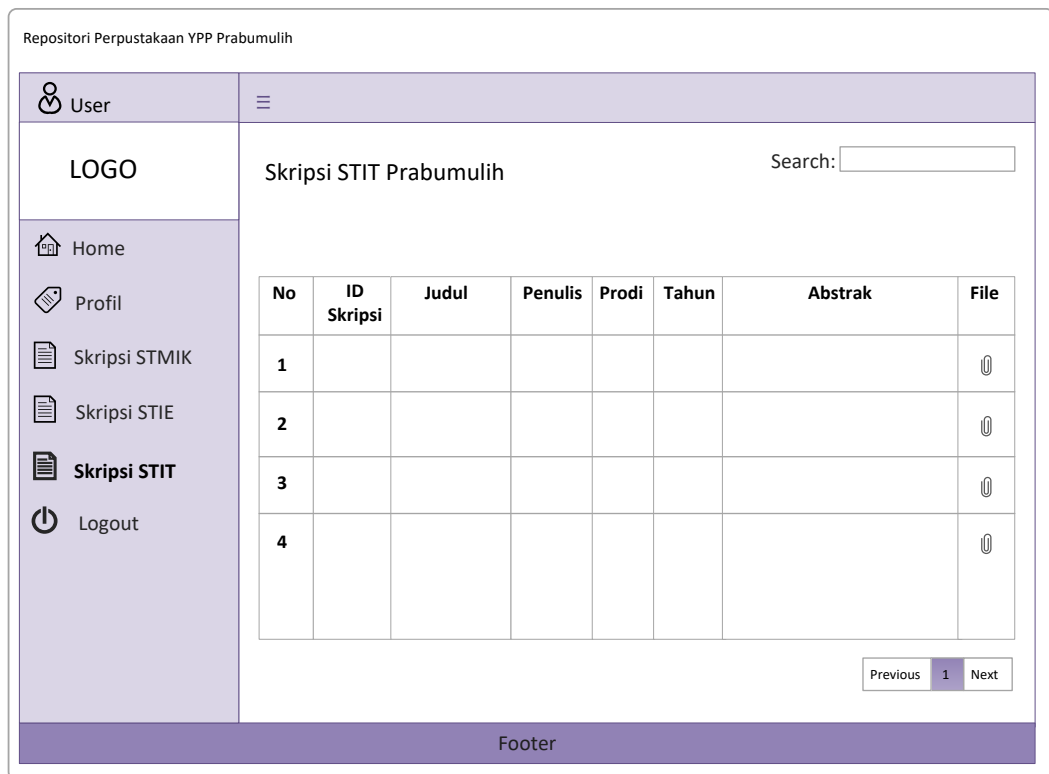 Repositori Perpustakaan YPP Prabumulih
User
☰
LOGO
Skripsi STIT Prabumulih
Search:
Home
Profil
Skripsi STMIK
Skripsi STIE
Skripsi STIT
Logout
No ID Skripsi Judul Penulis Prodi Tahun Abstrak File
1
2
3
4
Previous 1 Next
Footer